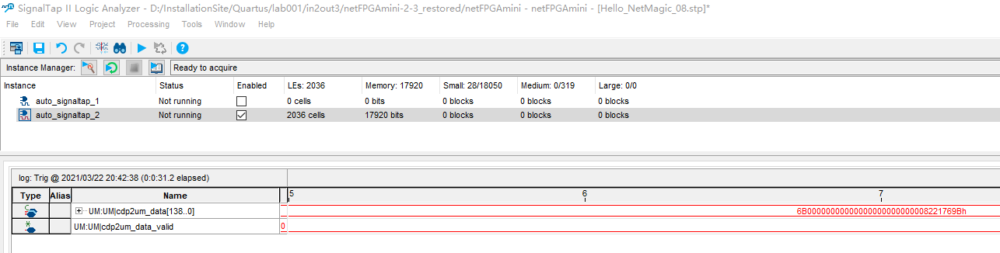 SignalTap II Logic Analyzer - D:/InstallationSite/Quartus/lab001/in2out3/netFPGAmini-2-3_restored/netFPGAmini - netFPGAmini - [Hello_NetMagic_08.stp]*
File Edit View Project Processing Tools Window Help
Instance Manager: Ready to acquire
Instance Status Enabled LEs: 2036 Memory: 17920 Small: 28/18050 Medium: 0/319 Large: 0/0
auto_signaltap_1 Not running 0 cells 0 bits 0 blocks 0 blocks 0 blocks
auto_signaltap_2 Not running 2036 cells 17920 bits 0 blocks 0 blocks 0 blocks
log: Trig @ 2021/03/22 20:42:38 (0:0:31.2 elapsed)
Type Alias Name 5 6 7
UM:UM|cdp2um_data[138..0]
UM:UM|cdp2um_data_valid 0